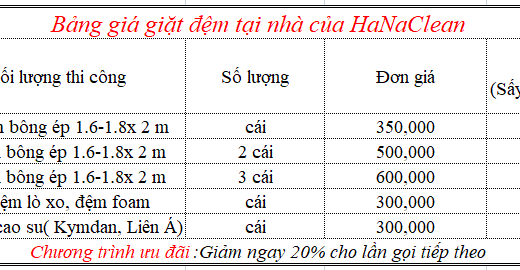 Bảng giá giặt đệm tại nhà của HaNaClean
ối lượng thi công Số lượng Đơn giá (Sấy
bông ép 1.6-1.8x 2 m cái 350,000
bông ép 1.6-1.8x 2 m 2 cái 500,000
bông ép 1.6-1.8x 2 m 3 cái 600,000
ệm lò xo, đệm foam cái 300,000
cao su( Kymdan, Liên Á) cái 300,000
Chương trình ưu đãi :Giảm ngay 20% cho lần gọi tiếp theo